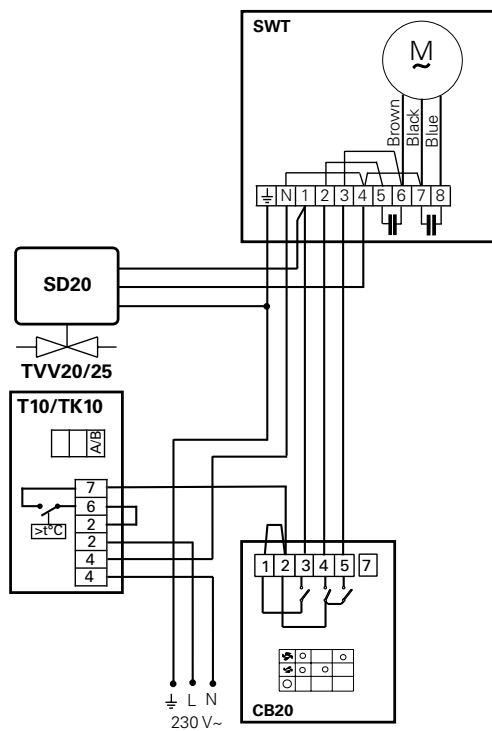 SWT
M
~
Brown
Black
Blue
N 1 2 3 4 5 6 7 8
SD20
TVV20/25
T10/TK10
A/B
7
6
>t°C
2
2
4
4
1 2 3 4 5 7
L N
230 V~
CB20